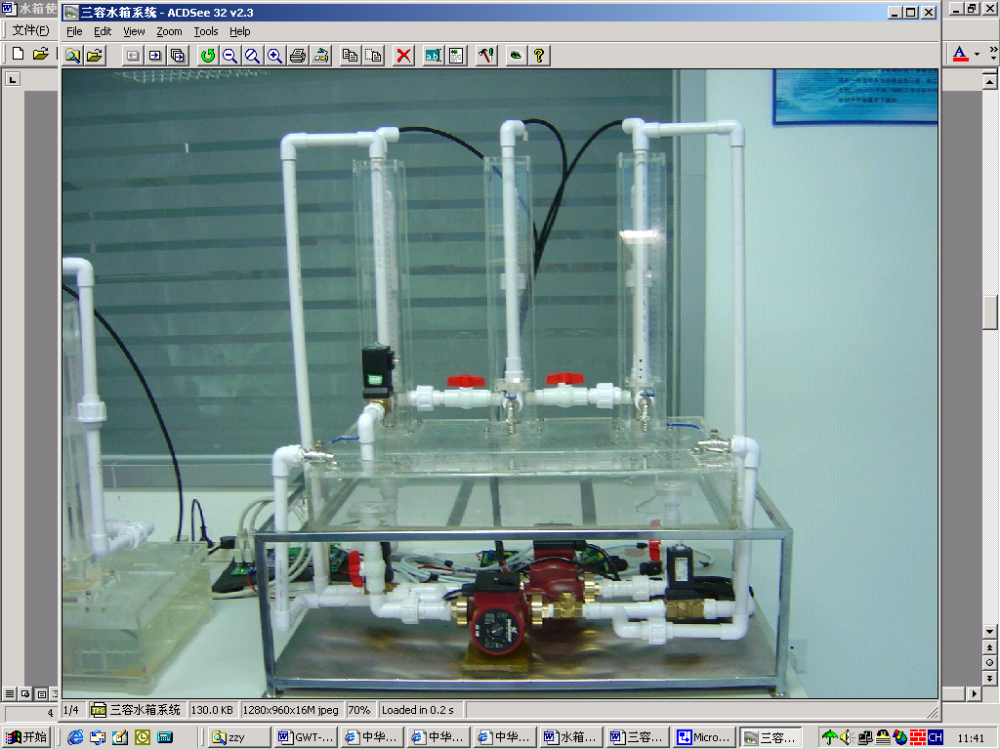 水箱使
三容水箱系统 - ACDSee 32 v2.3
文件(F)
File Edit View Zoom Tools Help
A
L
4
1/4 三容水箱系统 130.0 KB 1280x960x16M jpeg 70% Loaded in 0.2 s
开始 zzy GWT-... 中华... 中华... 中华... 水箱... 三容... Micro... 三容... CH 11:41